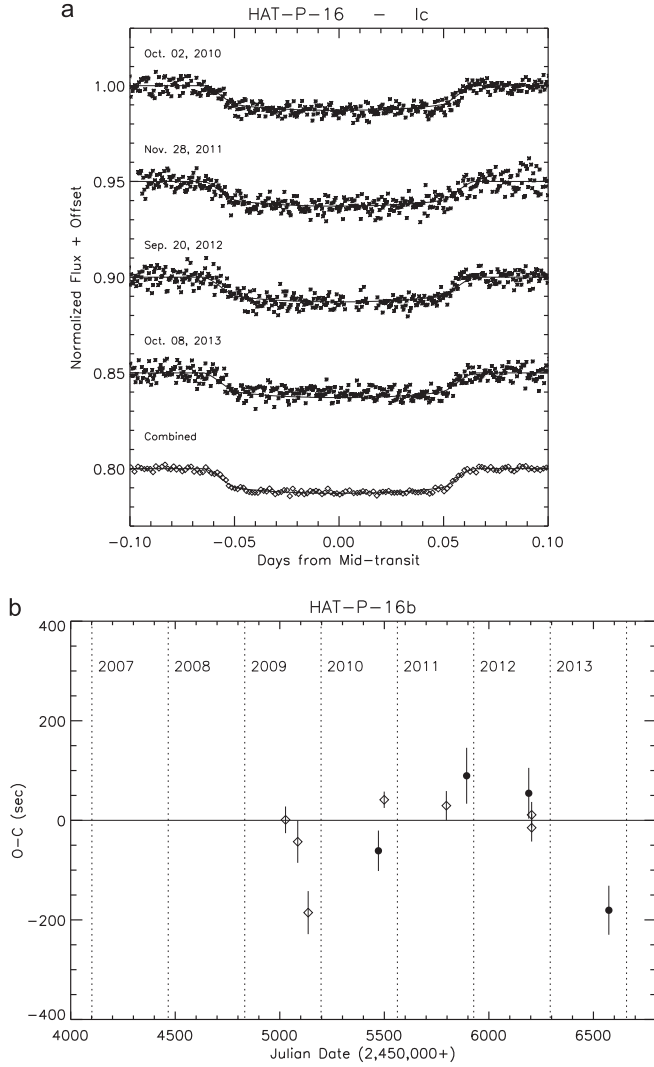 a
HAT-P-16 - Ic
Oct. 02, 2010
1.00
Nov. 28, 2011
0.95
Sep. 20, 2012
0.90
Oct. 08, 2013
0.85
Combined
0.80
Normalized Flux + Offset
-0.10 -0.05 0.00 0.05 0.10
Days from Mid-transit
b
HAT-P-16b
400
2007 2008 2009 2010 2011 2012 2013
200
0
-200
-400
O-C (sec)
4000 4500 5000 5500 6000 6500
Julian Date (2,450,000+)